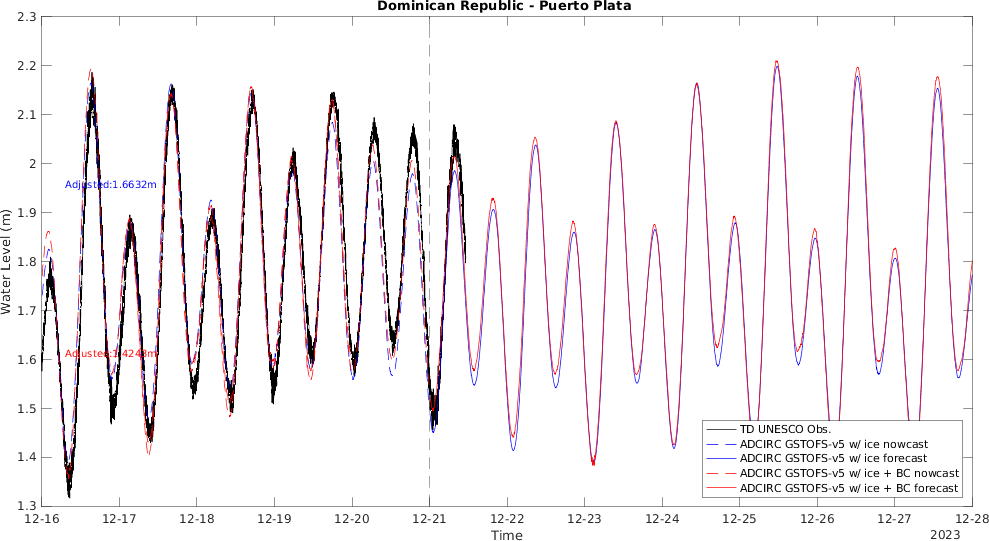 Dominican Republic - Puerto Plata
Water Level (m)
2.3
2.2
2.1
2
1.9
1.8
1.7
1.6
1.5
1.4
1.3
Adjusted:1.6632m
Adjusted:1.4243m
TD UNESCO Obs.
ADCIRC GSTOFS-v5 w/ ice nowcast
ADCIRC GSTOFS-v5 w/ ice forecast
ADCIRC GSTOFS-v5 w/ ice + BC nowcast
ADCIRC GSTOFS-v5 w/ ice + BC forecast
12-16 12-17 12-18 12-19 12-20 12-21 12-22 12-23 12-24 12-25 12-26 12-27 12-28
Time
2023